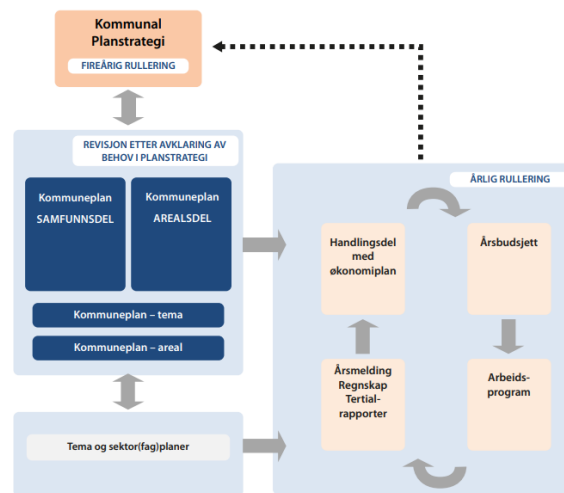 Kommunal
Planstrategi
FIREÅRIG RULLERING
REVISJON ETTER AVKLARING AV
BEHOV I PLANSTRATEGI
Kommuneplan
SAMFUNNSDEL
Kommuneplan
AREALSDEL
Kommuneplan – tema
Kommuneplan – areal
Tema og sektor(fag)planer
ÅRLIG RULLERING
Handlingsdel
med
økonomiplan
Årsbudsjett
Årsmelding
Regnskap
Tertial-
rapporter
Arbeids-
program